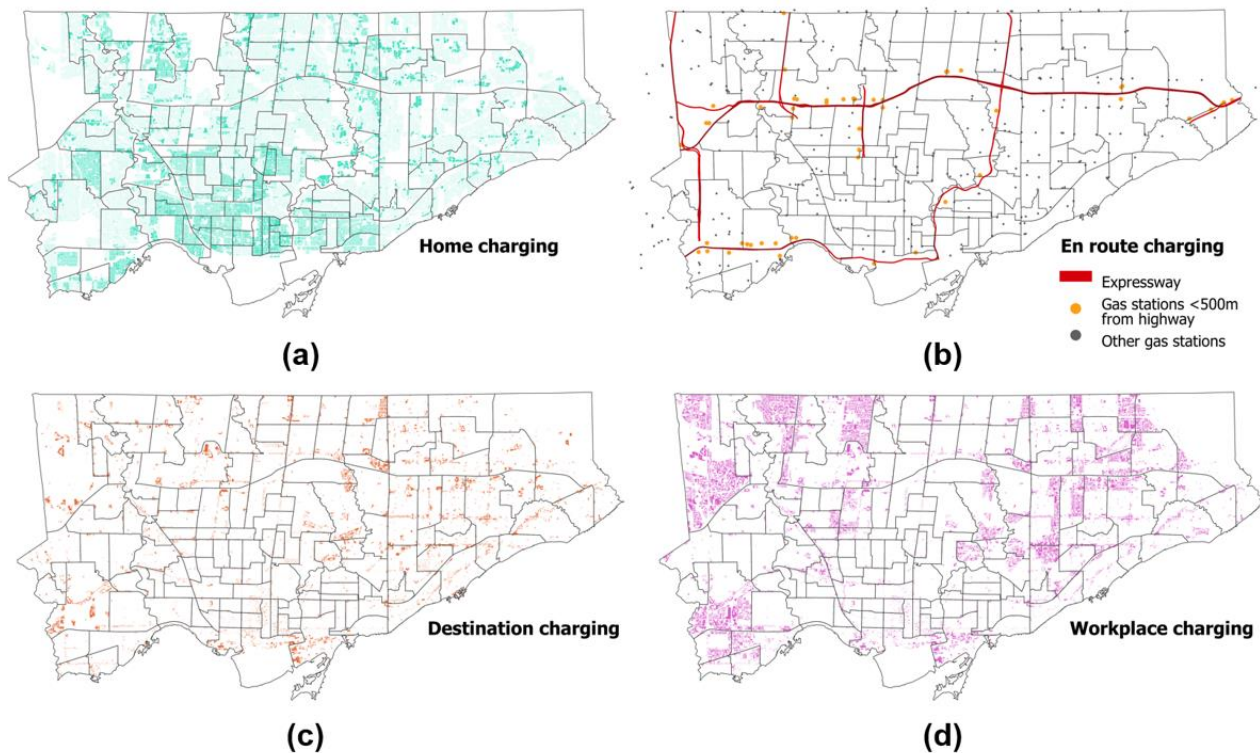 Home charging
(a)
En route charging
Expressway
Gas stations <500m
from highway
Other gas stations
(b)
Destination charging
(c)
Workplace charging
(d)